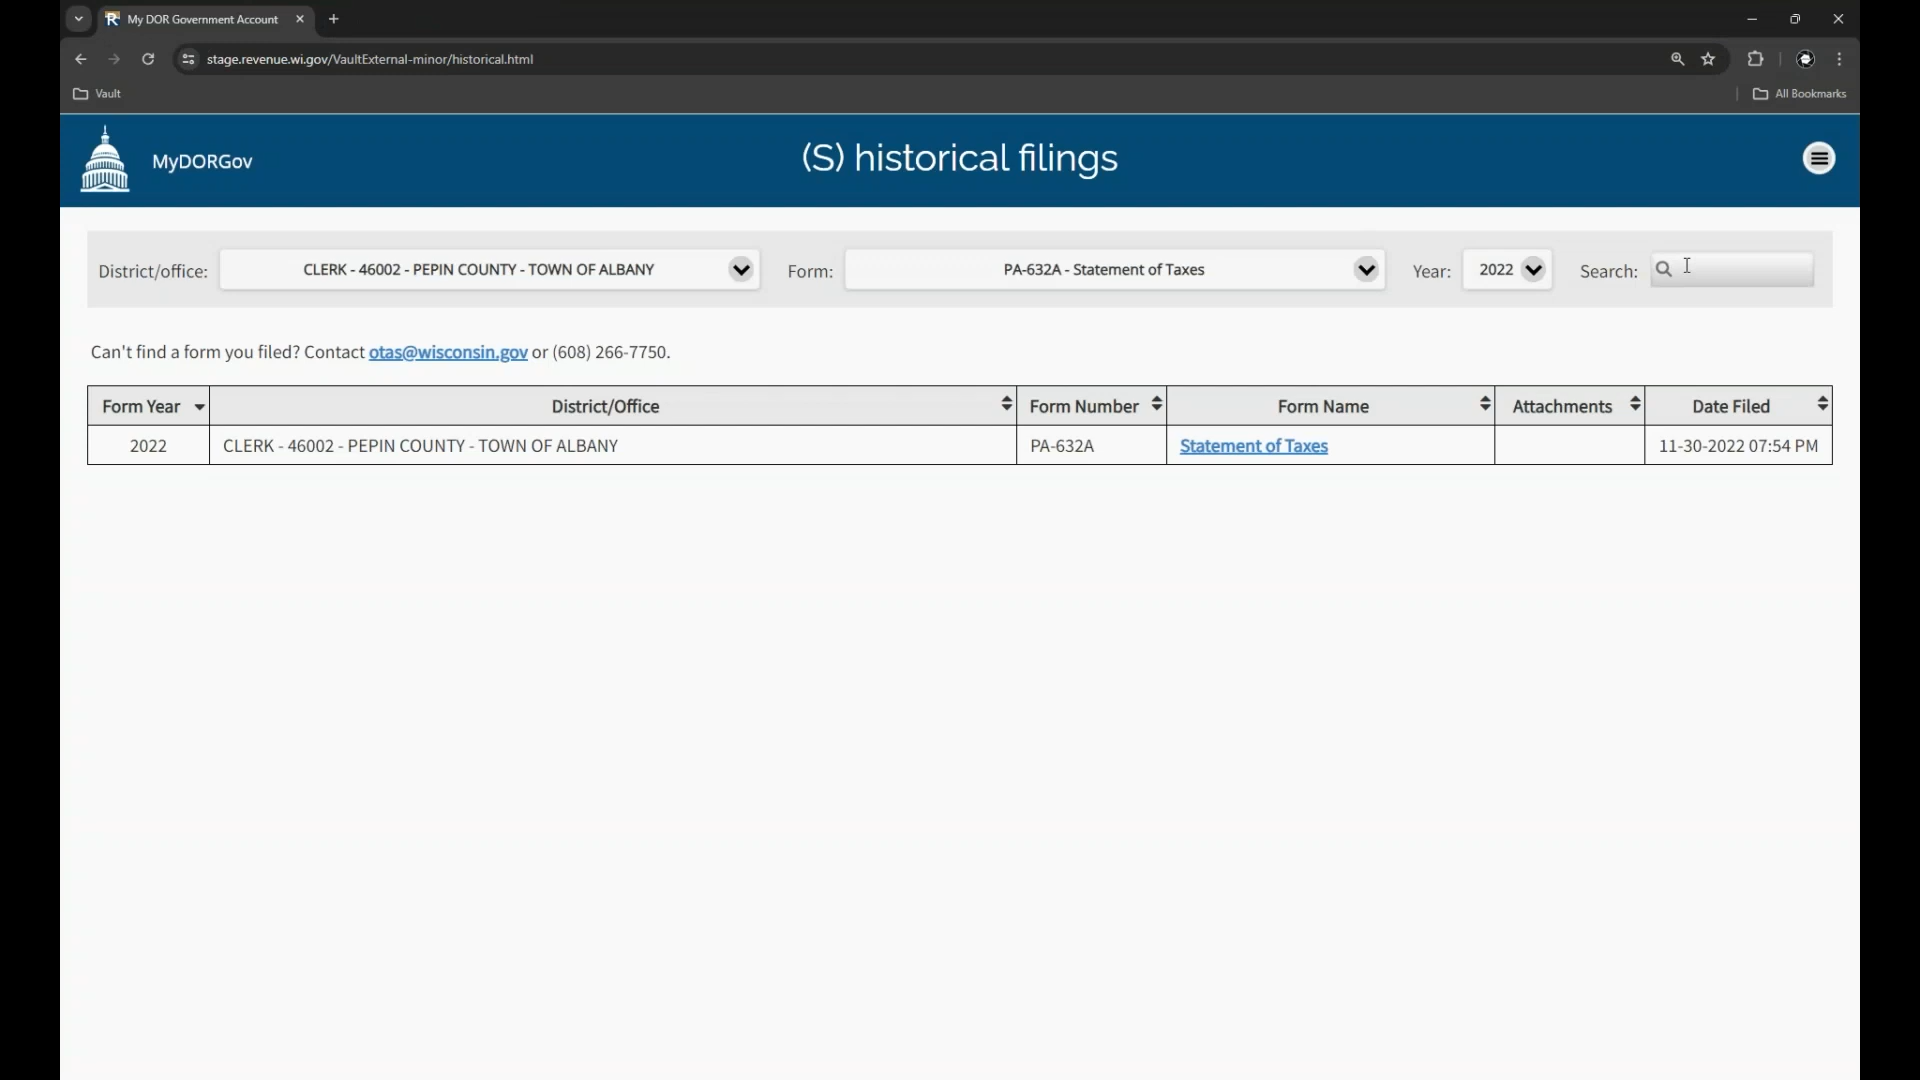 My DOR Government Account
stage.revenue.wi.gov/VaultExternal-minor/historical.html
Vault
All Bookmarks
MyDORGov
(S) historical filings
District/office: CLERK - 46002 - PEPIN COUNTY - TOWN OF ALBANY Form: PA-632A - Statement of Taxes Year: 2022 Search:
Can't find a form you filed? Contact otas@wisconsin.gov or (608) 266-7750.
Form Year District/Office Form Number Form Name Attachments Date Filed
2022 CLERK - 46002 - PEPIN COUNTY - TOWN OF ALBANY PA-632A Statement of Taxes 11-30-2022 07:54 PM